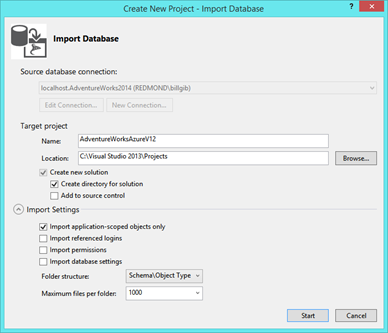 Create New Project - Import Database
?
Import Database
Source database connection:
localhost.AdventureWorks2014 (REDMOND\billgib)
Edit Connection... New Connection...
Target project
Name: AdventureWorksAzureV12
Location: C:\Visual Studio 2013\Projects Browse...
Create new solution
Create directory for solution
Add to source control
Import Settings
Import application-scoped objects only
Import referenced logins
Import permissions
Import database settings
Folder structure: Schema\Object Type
Maximum files per folder: 1000
Start Cancel